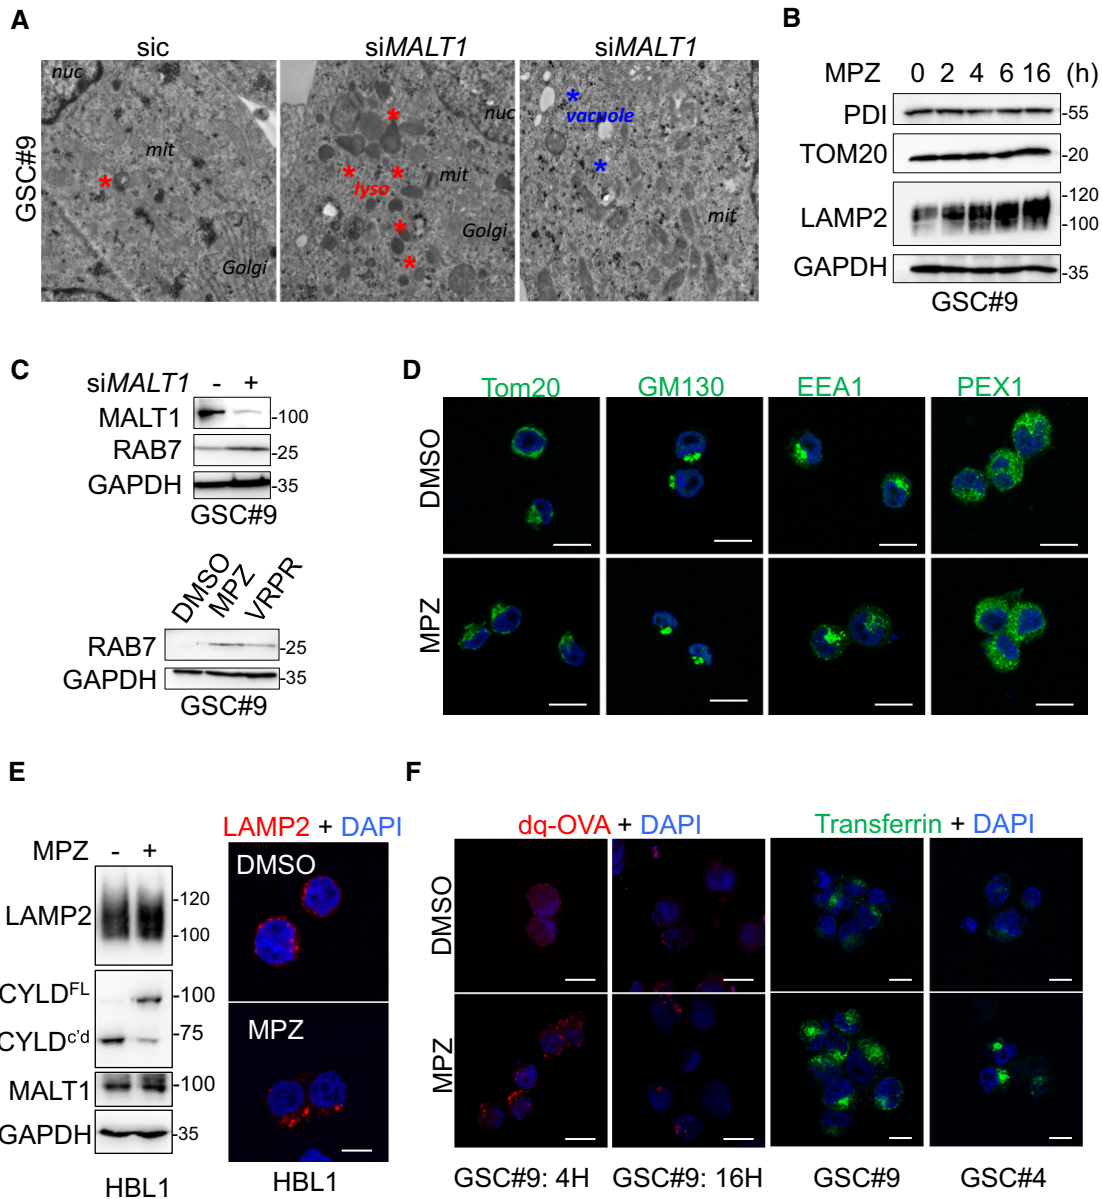 A
sic
siMALT1
siMALT1
GSC#9
nuc
mit
Golgi
lyso
nuc
mit
Golgi
vacuole
mit
B
MPZ 0 2 4 6 16 (h)
PDI -55
TOM20 -20
LAMP2 -120
-100
GAPDH -35
GSC#9
C
siMALT1 - +
MALT1 -100
RAB7 -25
GAPDH -35
GSC#9
DMSO MPZ VRPR
RAB7 -25
GAPDH -35
GSC#9
D
Tom20 GM130 EEA1 PEX1
DMSO
MPZ
E
MPZ - +
LAMP2 -120
-100
CYLDFL -100
CYLDc'd -75
MALT1 -100
GAPDH -35
HBL1
LAMP2 + DAPI
DMSO
MPZ
HBL1
F
dq-OVA + DAPI
Transferrin + DAPI
DMSO
MPZ
GSC#9: 4H GSC#9: 16H GSC#9 GSC#4